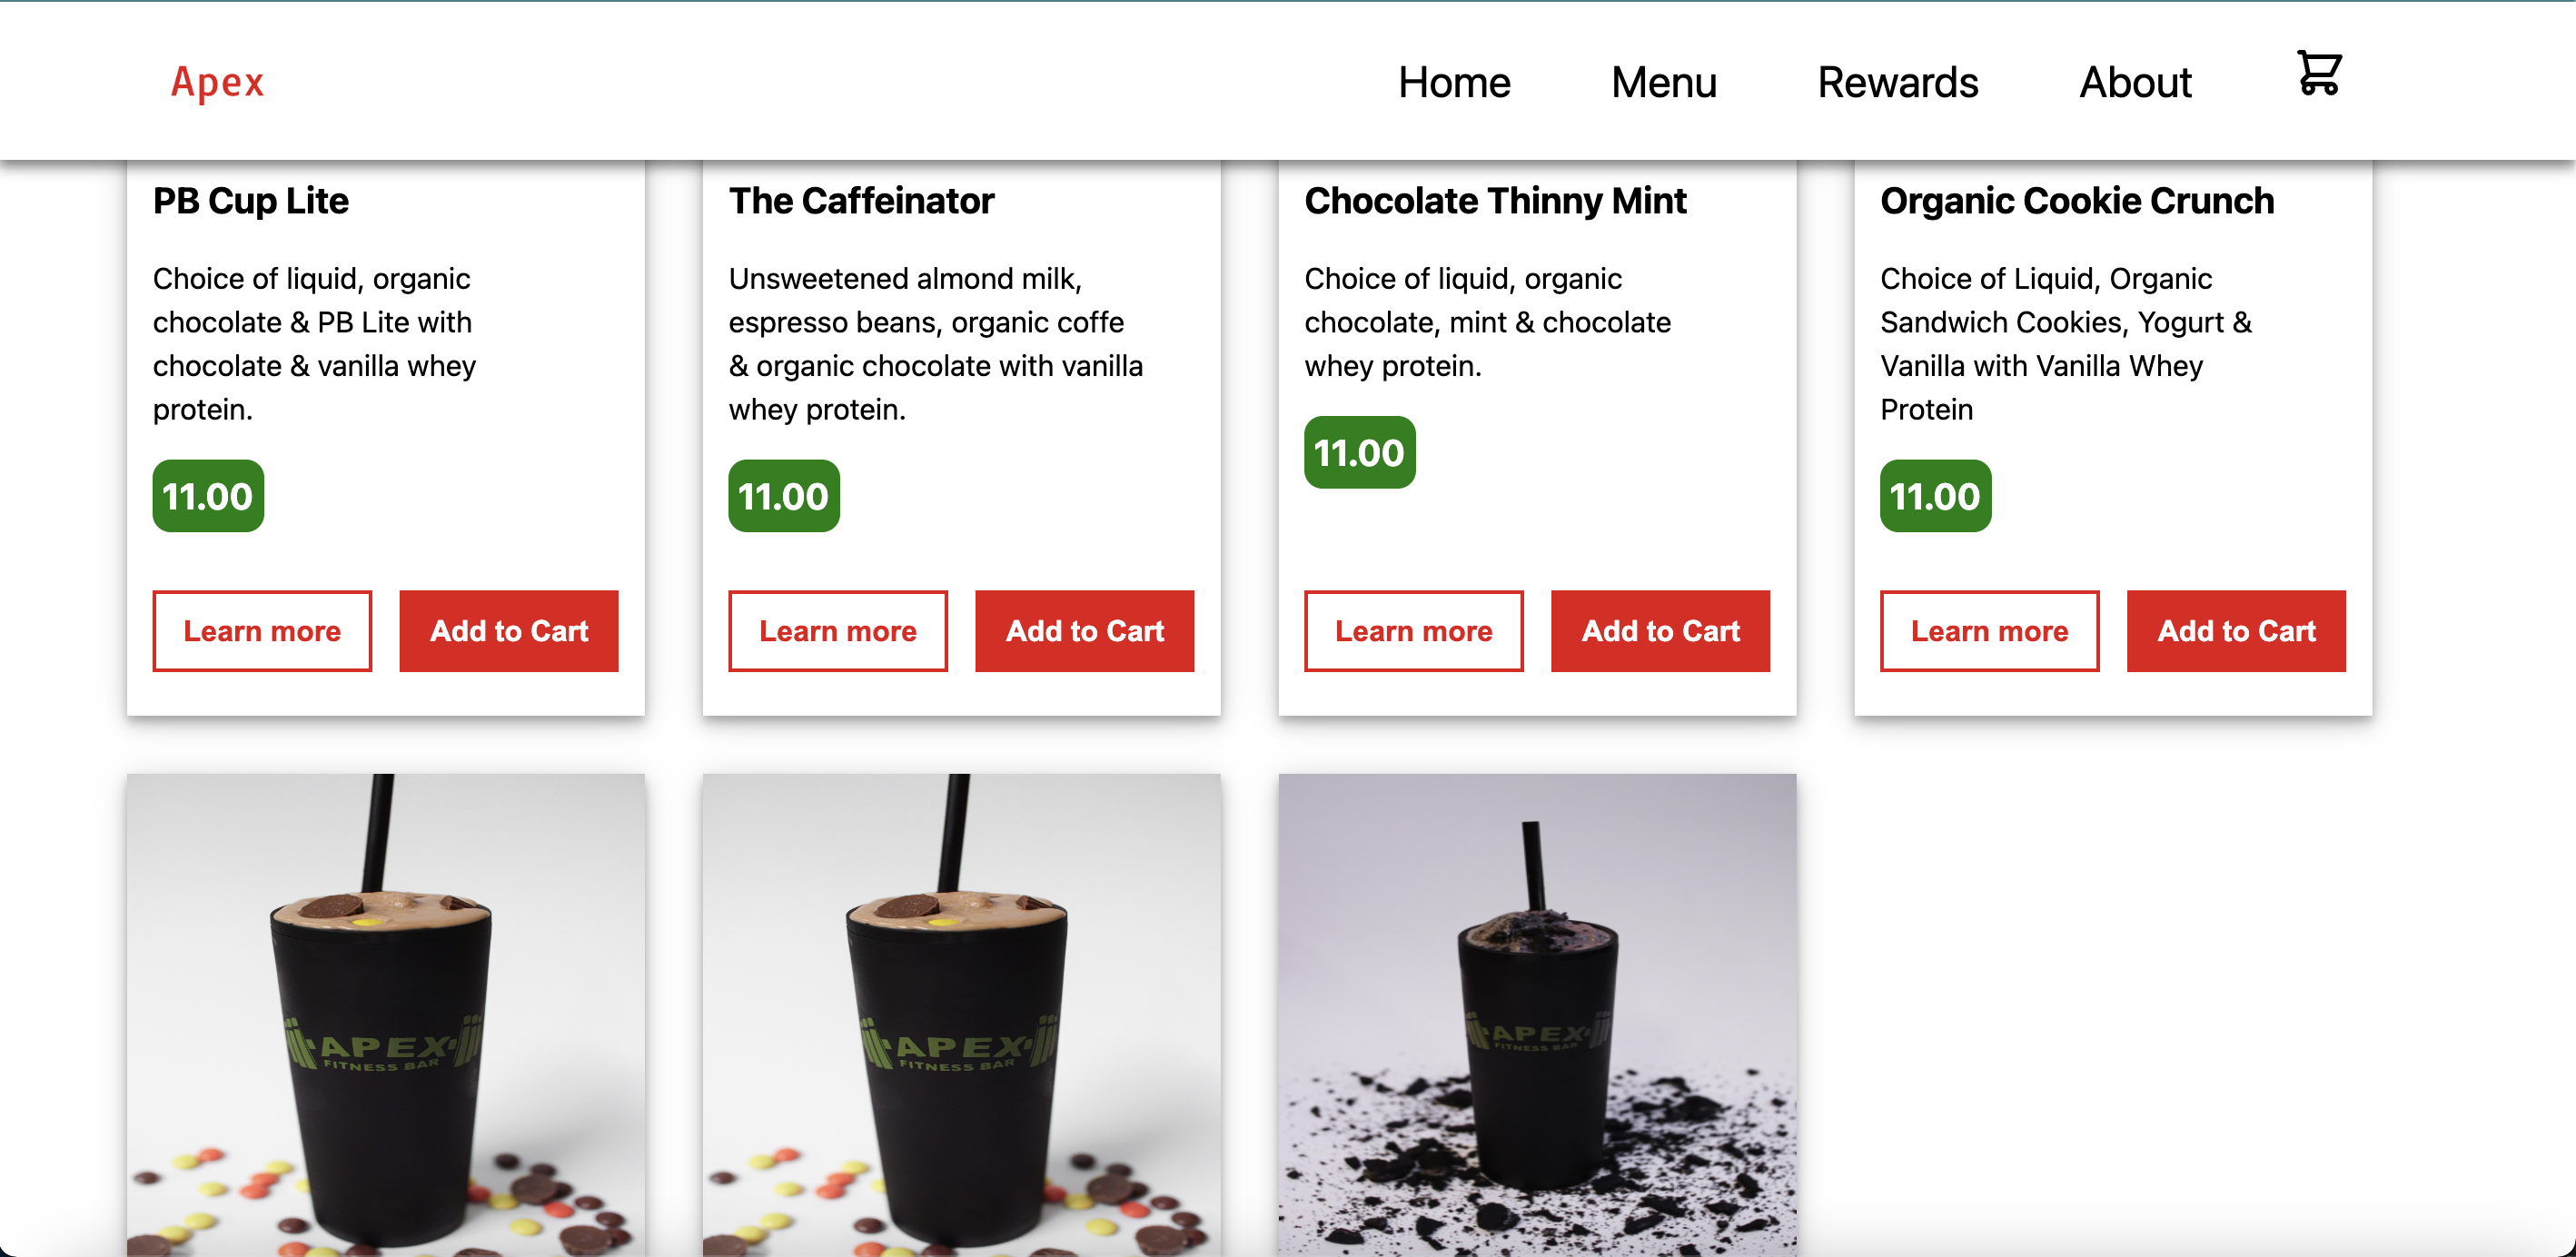 Apex
Home Menu Rewards About
PB Cup Lite
Choice of liquid, organic
chocolate & PB Lite with
chocolate & vanilla whey
protein.
11.00
Learn more Add to Cart
The Caffeinator
Unsweetened almond milk,
espresso beans, organic coffe
& organic chocolate with vanilla
whey protein.
11.00
Learn more Add to Cart
Chocolate Thinny Mint
Choice of liquid, organic
chocolate, mint & chocolate
whey protein.
11.00
Learn more Add to Cart
Organic Cookie Crunch
Choice of Liquid, Organic
Sandwich Cookies, Yogurt &
Vanilla with Vanilla Whey
Protein
11.00
Learn more Add to Cart
APEX
FITNESS BAR
APEX
FITNESS BAR
APEX
FITNESS BAR